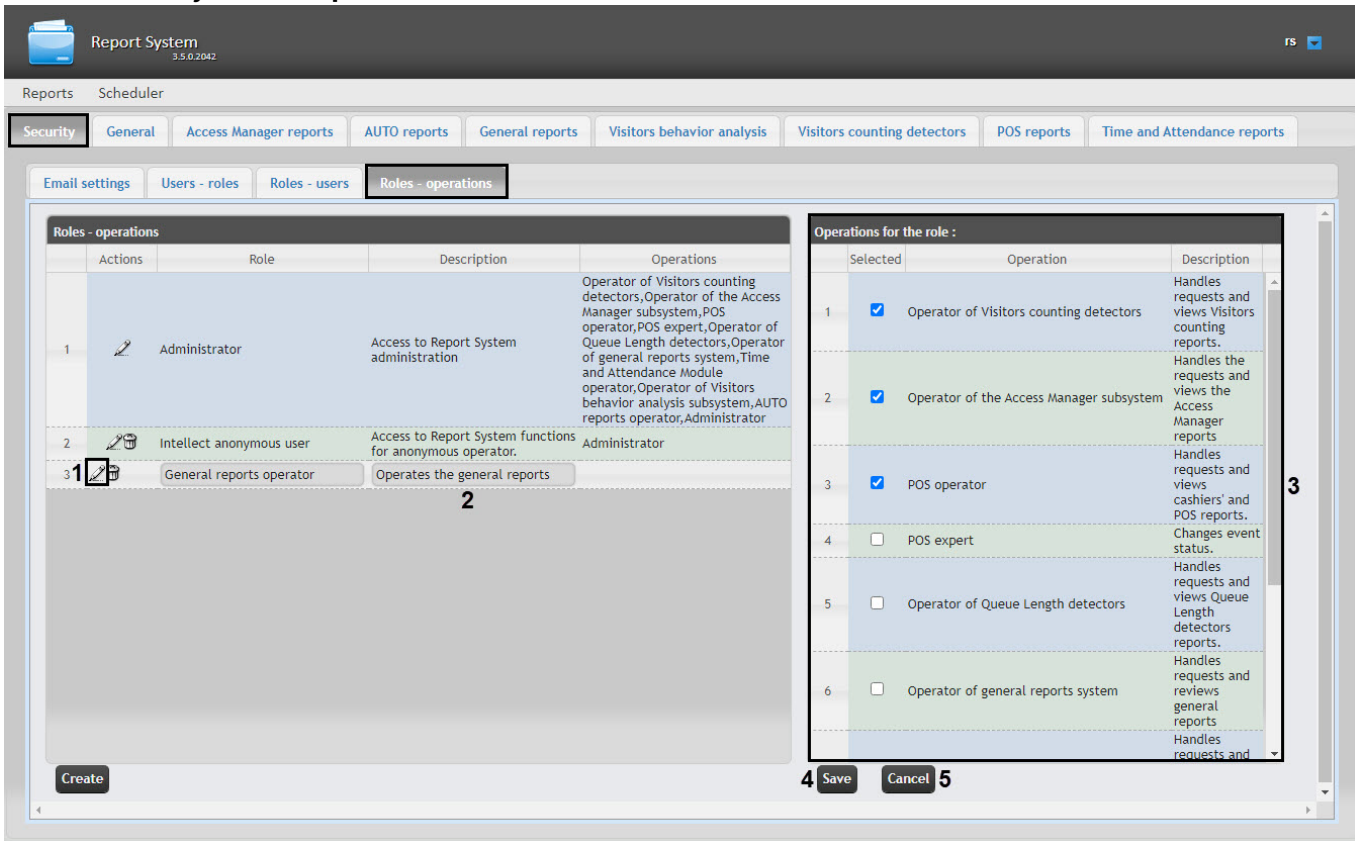 Report System
3.5.0.2042
rs
Reports Scheduler
Security General Access Manager reports AUTO reports General reports Visitors behavior analysis Visitors counting detectors POS reports Time and Attendance reports
Email settings Users - roles Roles - users Roles - operations
Roles - operations
Actions Role Description Operations
1 Administrator
Access to Report System
administration
Operator of Visitors counting
detectors,Operator of the Access
Manager subsystem,POS
operator,POS expert,Operator of
Queue Length detectors,Operator
of general reports system,Time
and Attendance Module
operator,Operator of Visitors
behavior analysis subsystem,AUTO
reports operator,Administrator
2 Intellect anonymous user
Access to Report System functions
for anonymous operator.
Administrator
3 1 General reports operator Operates the general reports
2
Create
Operations for the role :
Selected Operation Description
1 Operator of Visitors counting detectors
Handles
requests and
views Visitors
counting
reports.
2 Operator of the Access Manager subsystem
Handles the
requests and
views the
Access
Manager
reports
3 POS operator
Handles
requests and
views
cashiers' and
POS reports.
4 POS expert
Changes event
status.
5 Operator of Queue Length detectors
Handles
requests and
views Queue
Length
detectors
reports.
6 Operator of general reports system
Handles
requests and
reviews
general
reports
Handles
requests and
3
4 Save Cancel 5